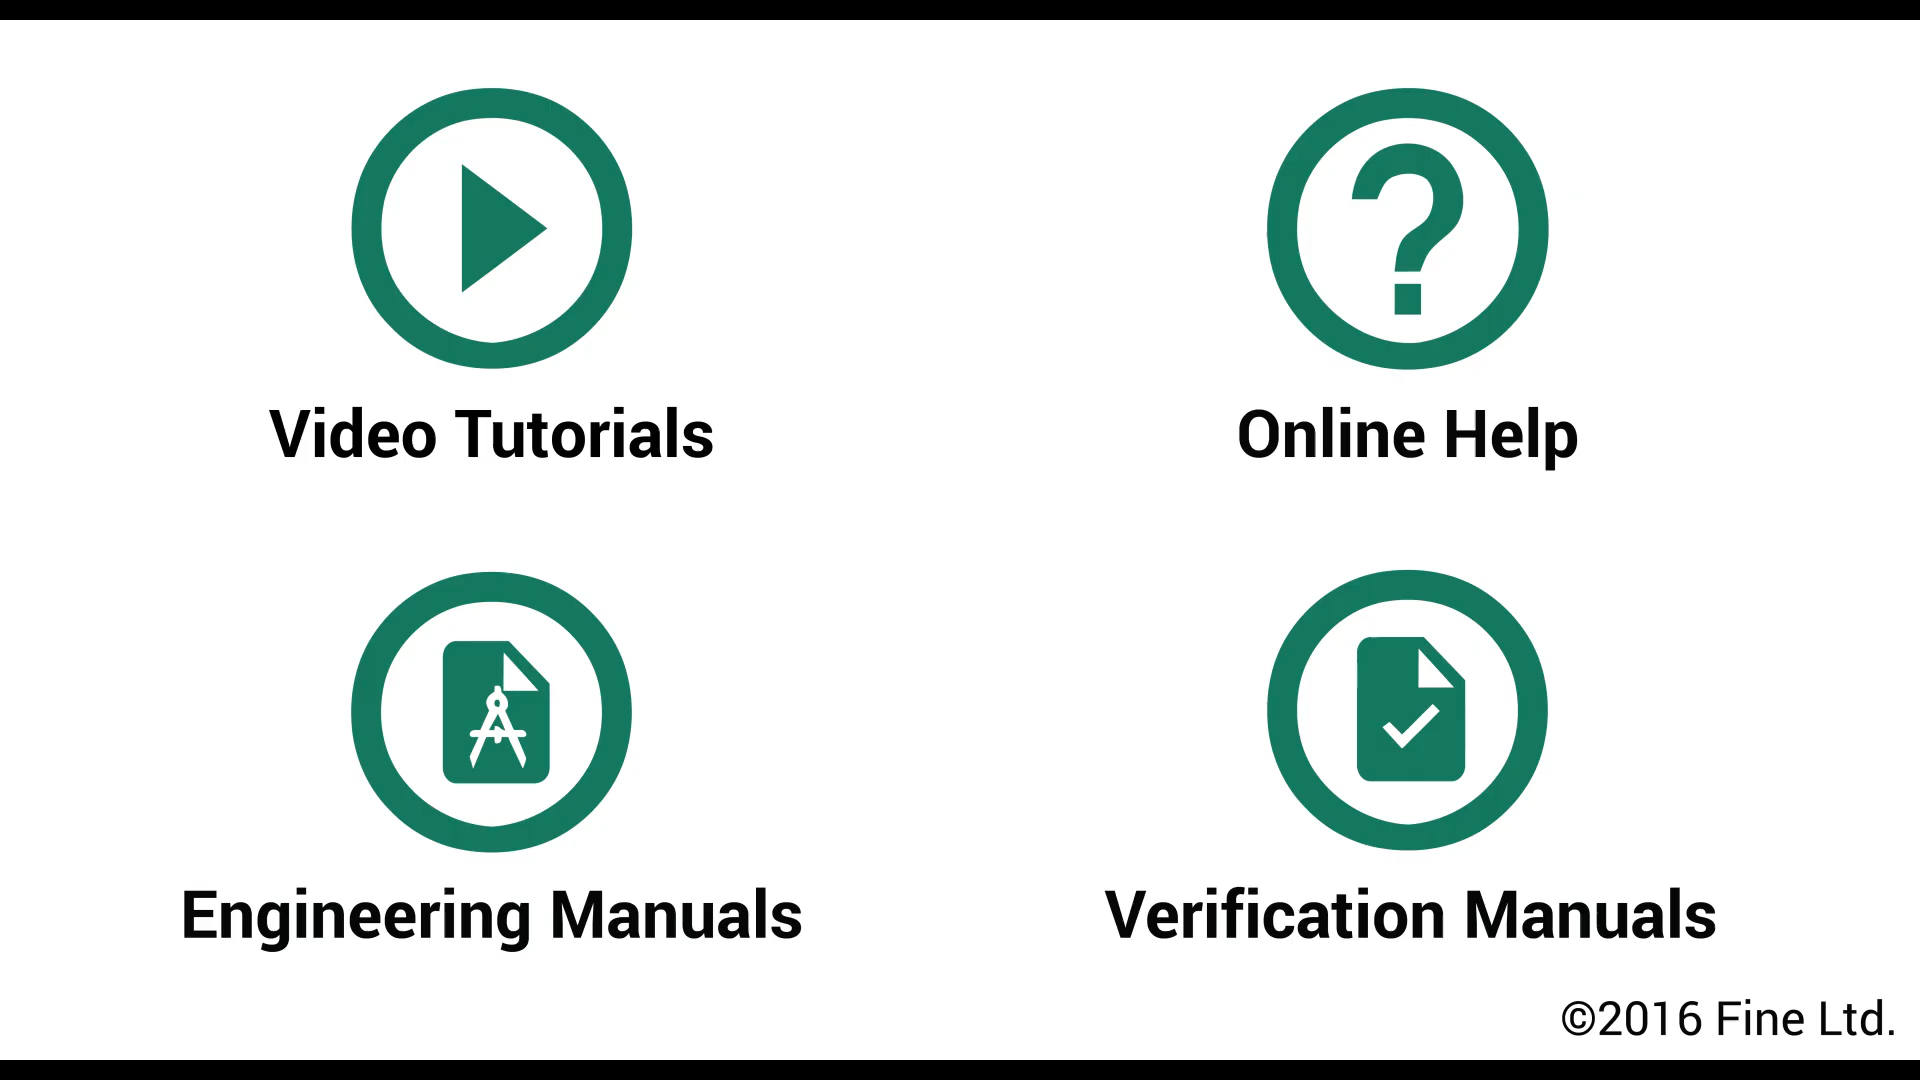 Video Tutorials
Online Help
Engineering Manuals
Verification Manuals
©2016 Fine Ltd.